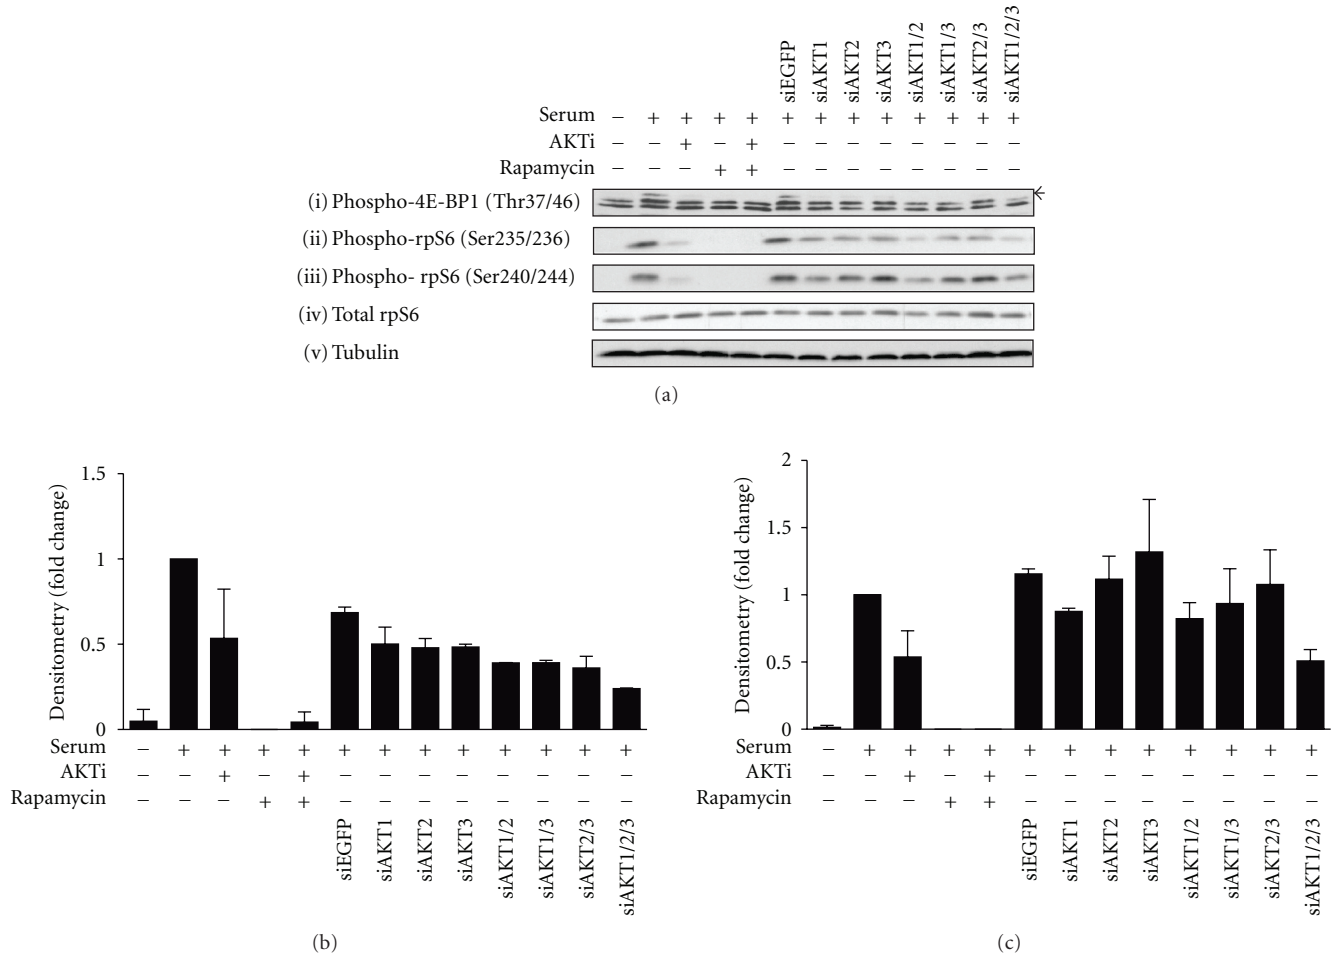 siEGFP siAKT1 siAKT2 siAKT3 siAKT1/2 siAKT1/3 siAKT2/3 siAKT1/2/3
Serum − + + + + + + + + + + + +
AKTi − − + − + − − − − − − − −
Rapamycin − − − + + − − − − − − − −
(i) Phospho-4E-BP1 (Thr37/46)
(ii) Phospho-rpS6 (Ser235/236)
(iii) Phospho- rpS6 (Ser240/244)
(iv) Total rpS6
(v) Tubulin
(a)
Densitometry (fold change)
1.5
1
0.5
0
Serum − + + + + + + + + + + + +
AKTi − − + − + − − − − − − − −
Rapamycin − − − + + − − − − − − − −
siEGFP siAKT1 siAKT2 siAKT3 siAKT1/2 siAKT1/3 siAKT2/3 siAKT1/2/3
(b)
Densitometry (fold change)
2
1.5
1
0.5
0
Serum − + + + + + + + + + + + +
AKTi − − + − + − − − − − − − −
Rapamycin − − − + + − − − − − − − −
siEGFP siAKT1 siAKT2 siAKT3 siAKT1/2 siAKT1/3 siAKT2/3 siAKT1/2/3
(c)